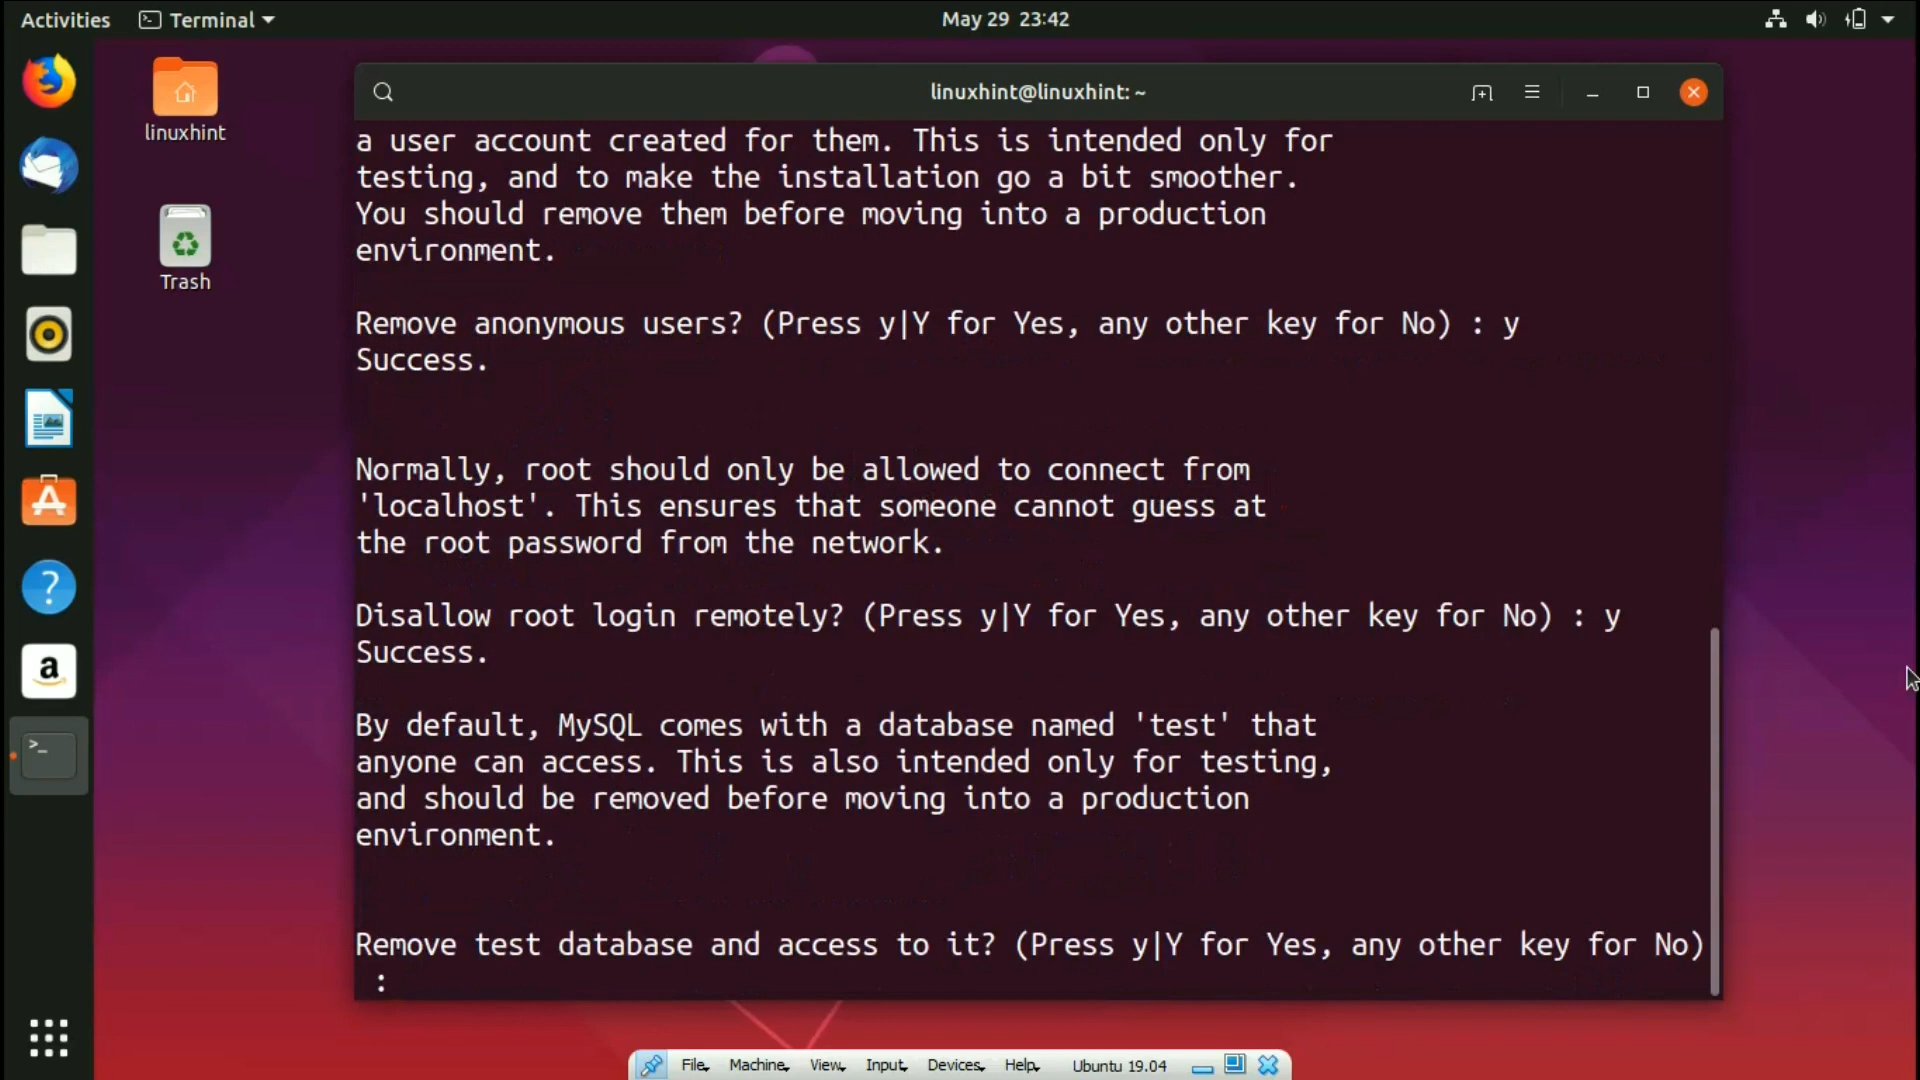 Activities
Terminal
May 29 23:42
linuxhint
Trash
linuxhint@linuxhint: ~
a user account created for them. This is intended only for
testing, and to make the installation go a bit smoother.
You should remove them before moving into a production
environment.
Remove anonymous users? (Press y|Y for Yes, any other key for No) : y
Success.
Normally, root should only be allowed to connect from
'localhost'. This ensures that someone cannot guess at
the root password from the network.
Disallow root login remotely? (Press y|Y for Yes, any other key for No) : y
Success.
By default, MySQL comes with a database named 'test' that
anyone can access. This is also intended only for testing,
and should be removed before moving into a production
environment.
Remove test database and access to it? (Press y|Y for Yes, any other key for No)
:
File Machine View Input Devices Help Ubuntu 19.04